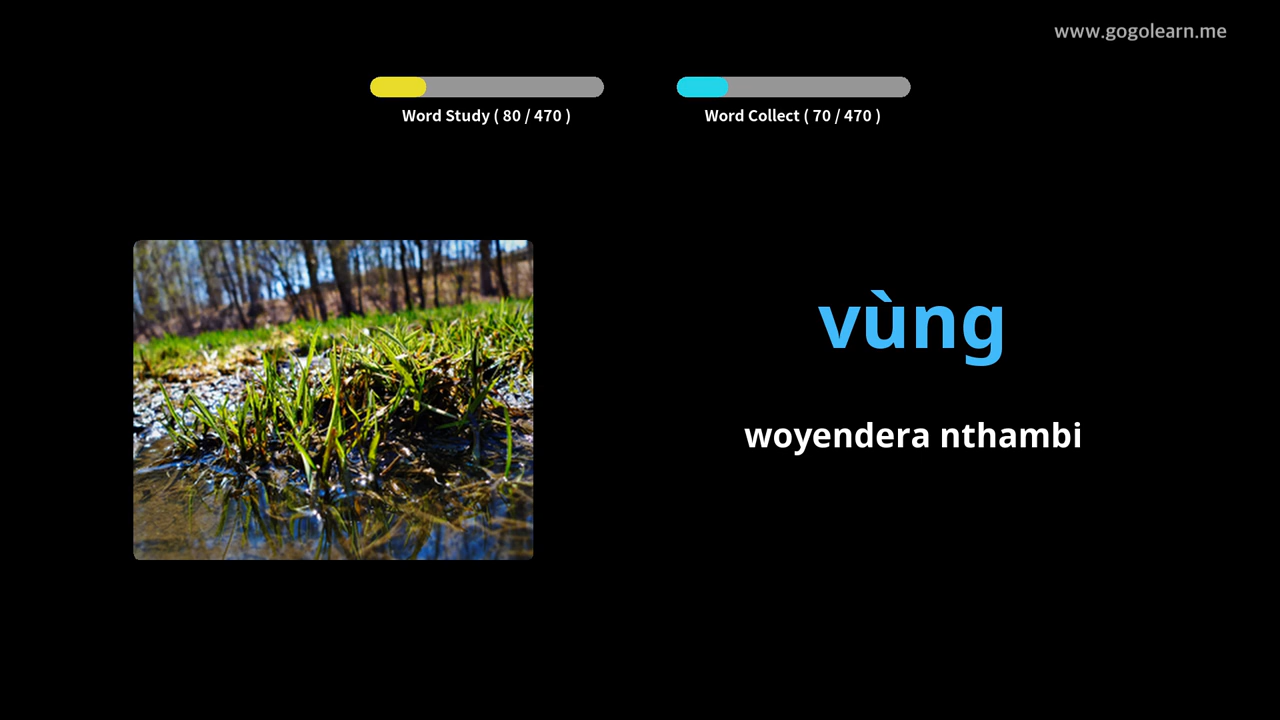 www.gogolearn.me
Word Study ( 80 / 470 )
Word Collect ( 70 / 470 )
vùng
woyendera nthambi